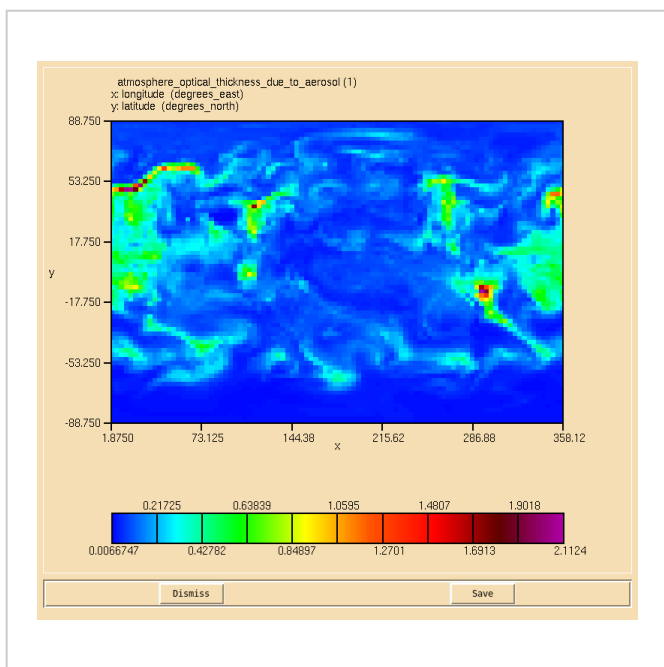 atmosphere_optical_thickness_due_to_aerosol (1)
x: longitude (degrees_east)
y: latitude (degrees_north)
88.750
53.250
17.750
y
-17.750
-53.250
-88.750
1.8750 73.125 144.38 215.62 286.88 358.12
x
0.21725 0.63839 1.0595 1.4807 1.9018
0.0066747 0.42782 0.84897 1.2701 1.6913 2.1124
Dismiss Save